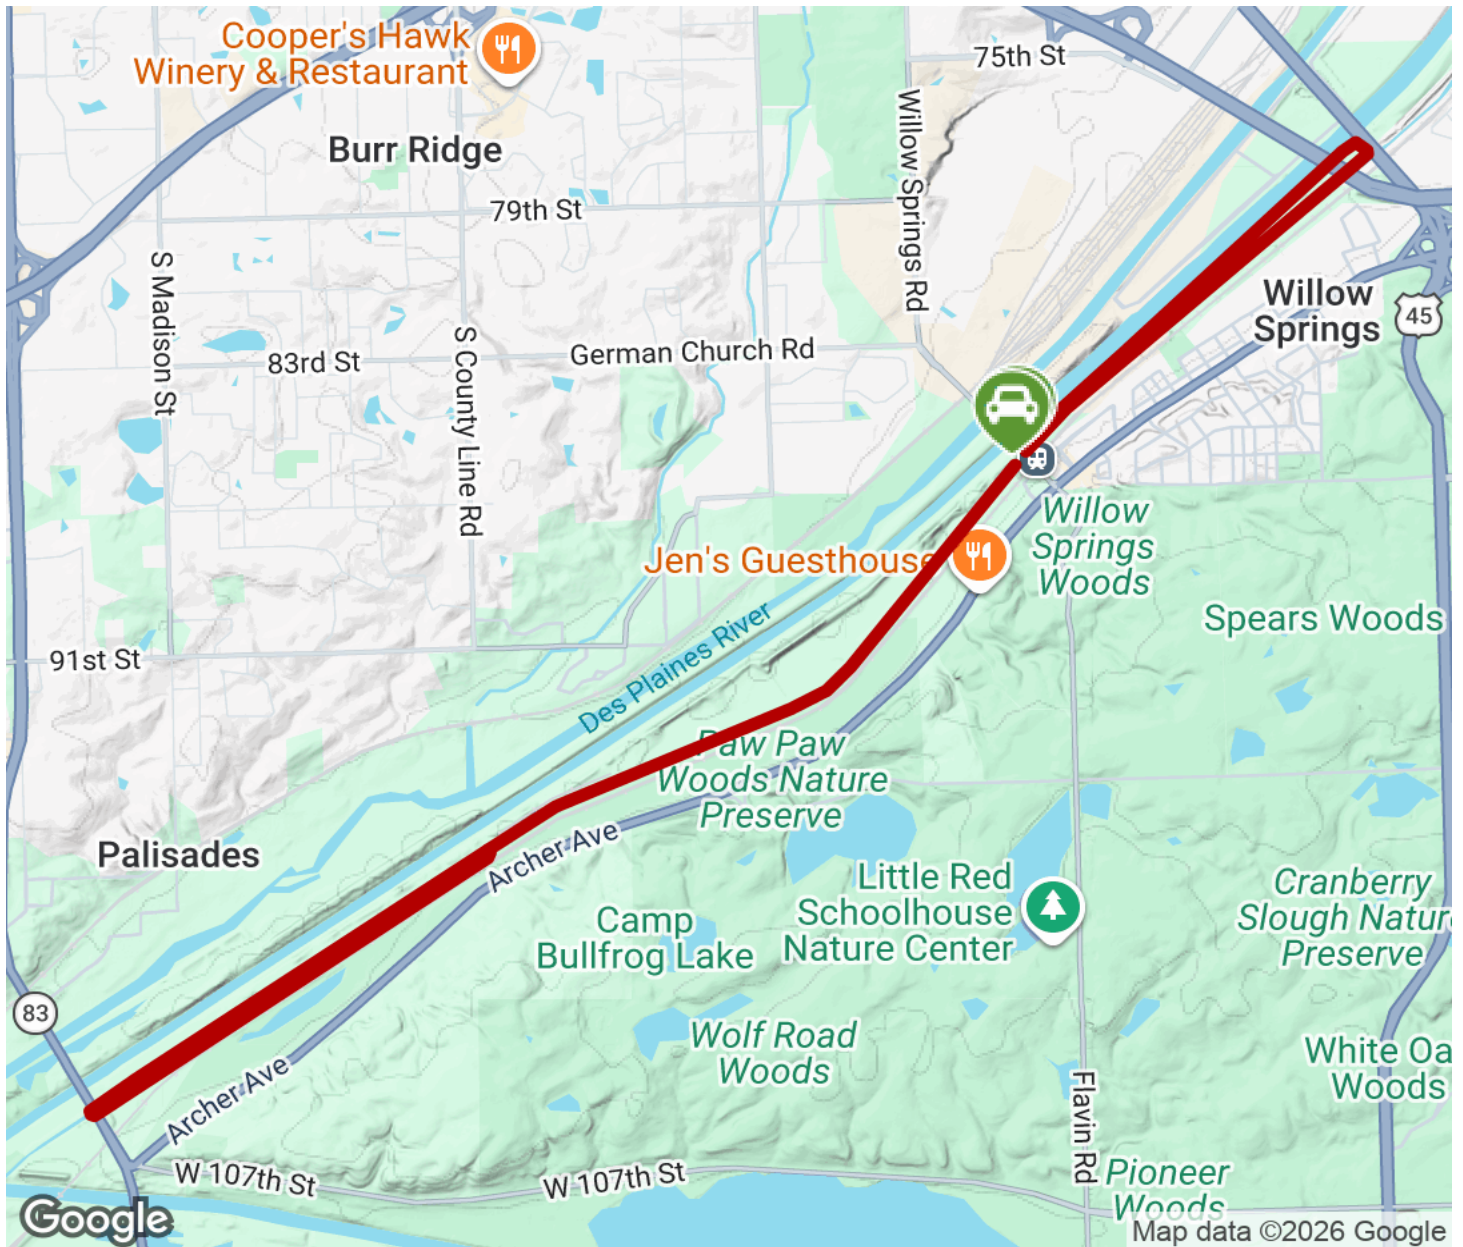 Cooper's Hawk
Winery & Restaurant
75th St
Burr Ridge
Willow Springs Rd
79th St
S Madison St
Willow
Springs
45
S County Line Rd
83rd St
German Church Rd
Willow
Springs
Woods
Jen's Guesthouse
Spears Woods
91st St
Des Plaines River
Paw Paw
Woods Nature
Preserve
Palisades
Archer Ave
Little Red
Schoolhouse
Nature Center
Cranberry
Slough Nature
Preserve
Camp
Bullfrog Lake
83
Wolf Road
Woods
White Oa
Woods
Archer Ave
Flavin Rd
W 107th St
W 107th St
Pioneer
Woods
Google
Map data ©2026 Google